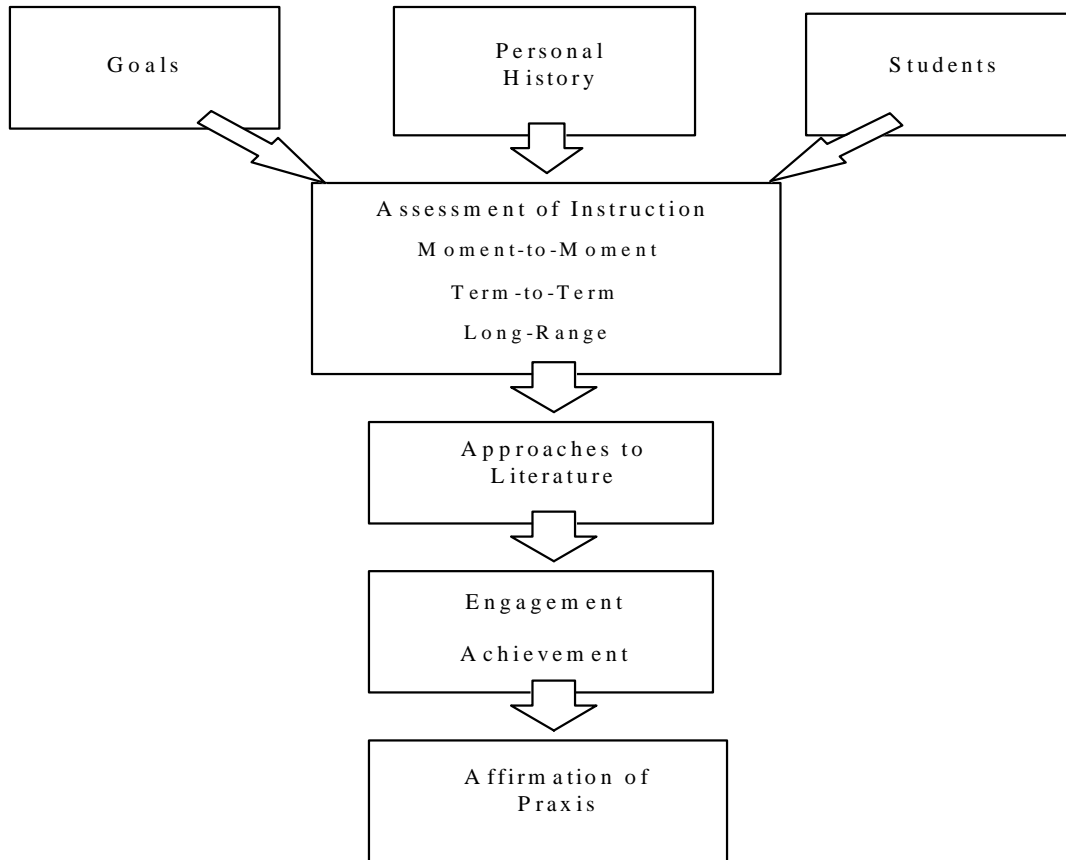 Goals
Personal
History
Students
Assessment of Instruction
Moment-to-Moment
Term-to-Term
Long-Range
Approaches to
Literature
Engagement
Achievement
Affirmation of
Praxis